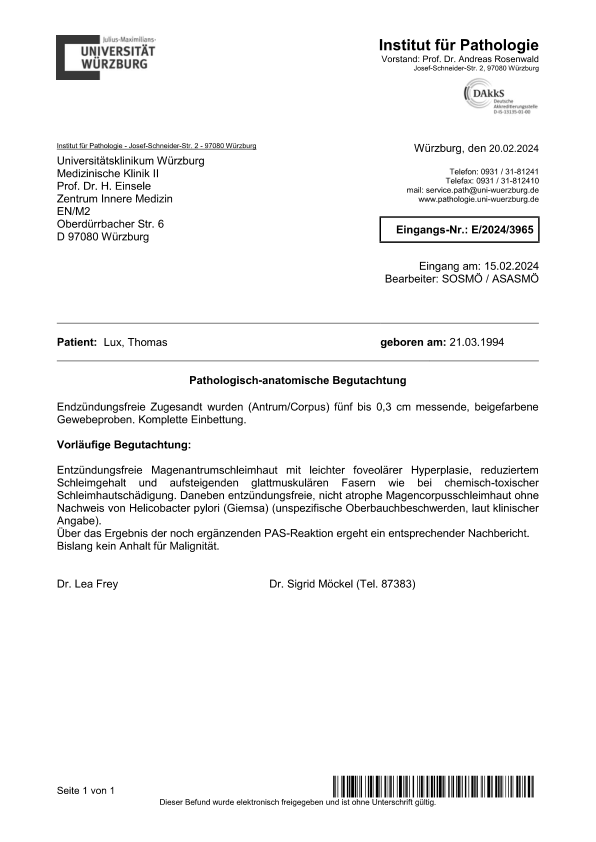 Julius-Maximilians-
UNIVERSITÄT
WÜRZBURG
Institut für Pathologie
Vorstand: Prof. Dr. Andreas Rosenwald
Josef-Schneider-Str. 2, 97080 Würzburg
DAkkS
Deutsche
Akkreditierungsstelle
D-IS-13135-01-00
Institut für Pathologie - Josef-Schneider-Str. 2 - 97080 Würzburg
Universitätsklinikum Würzburg
Medizinische Klinik II
Prof. Dr. H. Einsele
Zentrum Innere Medizin
EN/M2
Oberdürrbacher Str. 6
D 97080 Würzburg
Würzburg, den 20.02.2024
Telefon: 0931 / 31-81241
Telefax: 0931 / 31-812410
mail: service.path@uni-wuerzburg.de
www.pathologie.uni-wuerzburg.de
Eingangs-Nr.: E/2024/3965
Eingang am: 15.02.2024
Bearbeiter: SOSMÖ / ASASMÖ
Patient: Lux, Thomas geboren am: 21.03.1994
Pathologisch-anatomische Begutachtung
Endzündungsfreie Zugesandt wurden (Antrum/Corpus) fünf bis 0,3 cm messende, beigefarbene
Gewebeproben. Komplette Einbettung.
Vorläufige Begutachtung:
Entzündungsfreie Magenantrumschleimhaut mit leichter foveolärer Hyperplasie, reduziertem
Schleimgehalt und aufsteigenden glattmuskulären Fasern wie bei chemisch-toxischer
Schleimhautschädigung. Daneben entzündungsfreie, nicht atrophe Magencorpusschleimhaut ohne
Nachweis von Helicobacter pylori (Giemsa) (unspezifische Oberbauchbeschwerden, laut klinischer
Angabe).
Über das Ergebnis der noch ergänzenden PAS-Reaktion ergeht ein entsprechender Nachbericht.
Bislang kein Anhalt für Malignität.
Dr. Lea Frey Dr. Sigrid Möckel (Tel. 87383)
Seite 1 von 1
Dieser Befund wurde elektronisch freigegeben und ist ohne Unterschrift gültig.